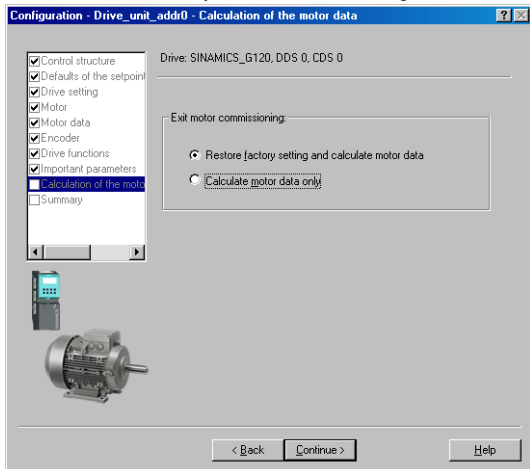 Configuration - Drive_unit_addr0 - Calculation of the motor data
Control structure
Defaults of the setpoint
Drive setting
Motor
Motor data
Encoder
Drive functions
Important parameters
Calculation of the moto
Summary
Drive: SINAMICS_G120, DDS 0, CDS 0
Exit motor commissioning:
Restore factory setting and calculate motor data
Calculate motor data only
< Back
Continue >
Help